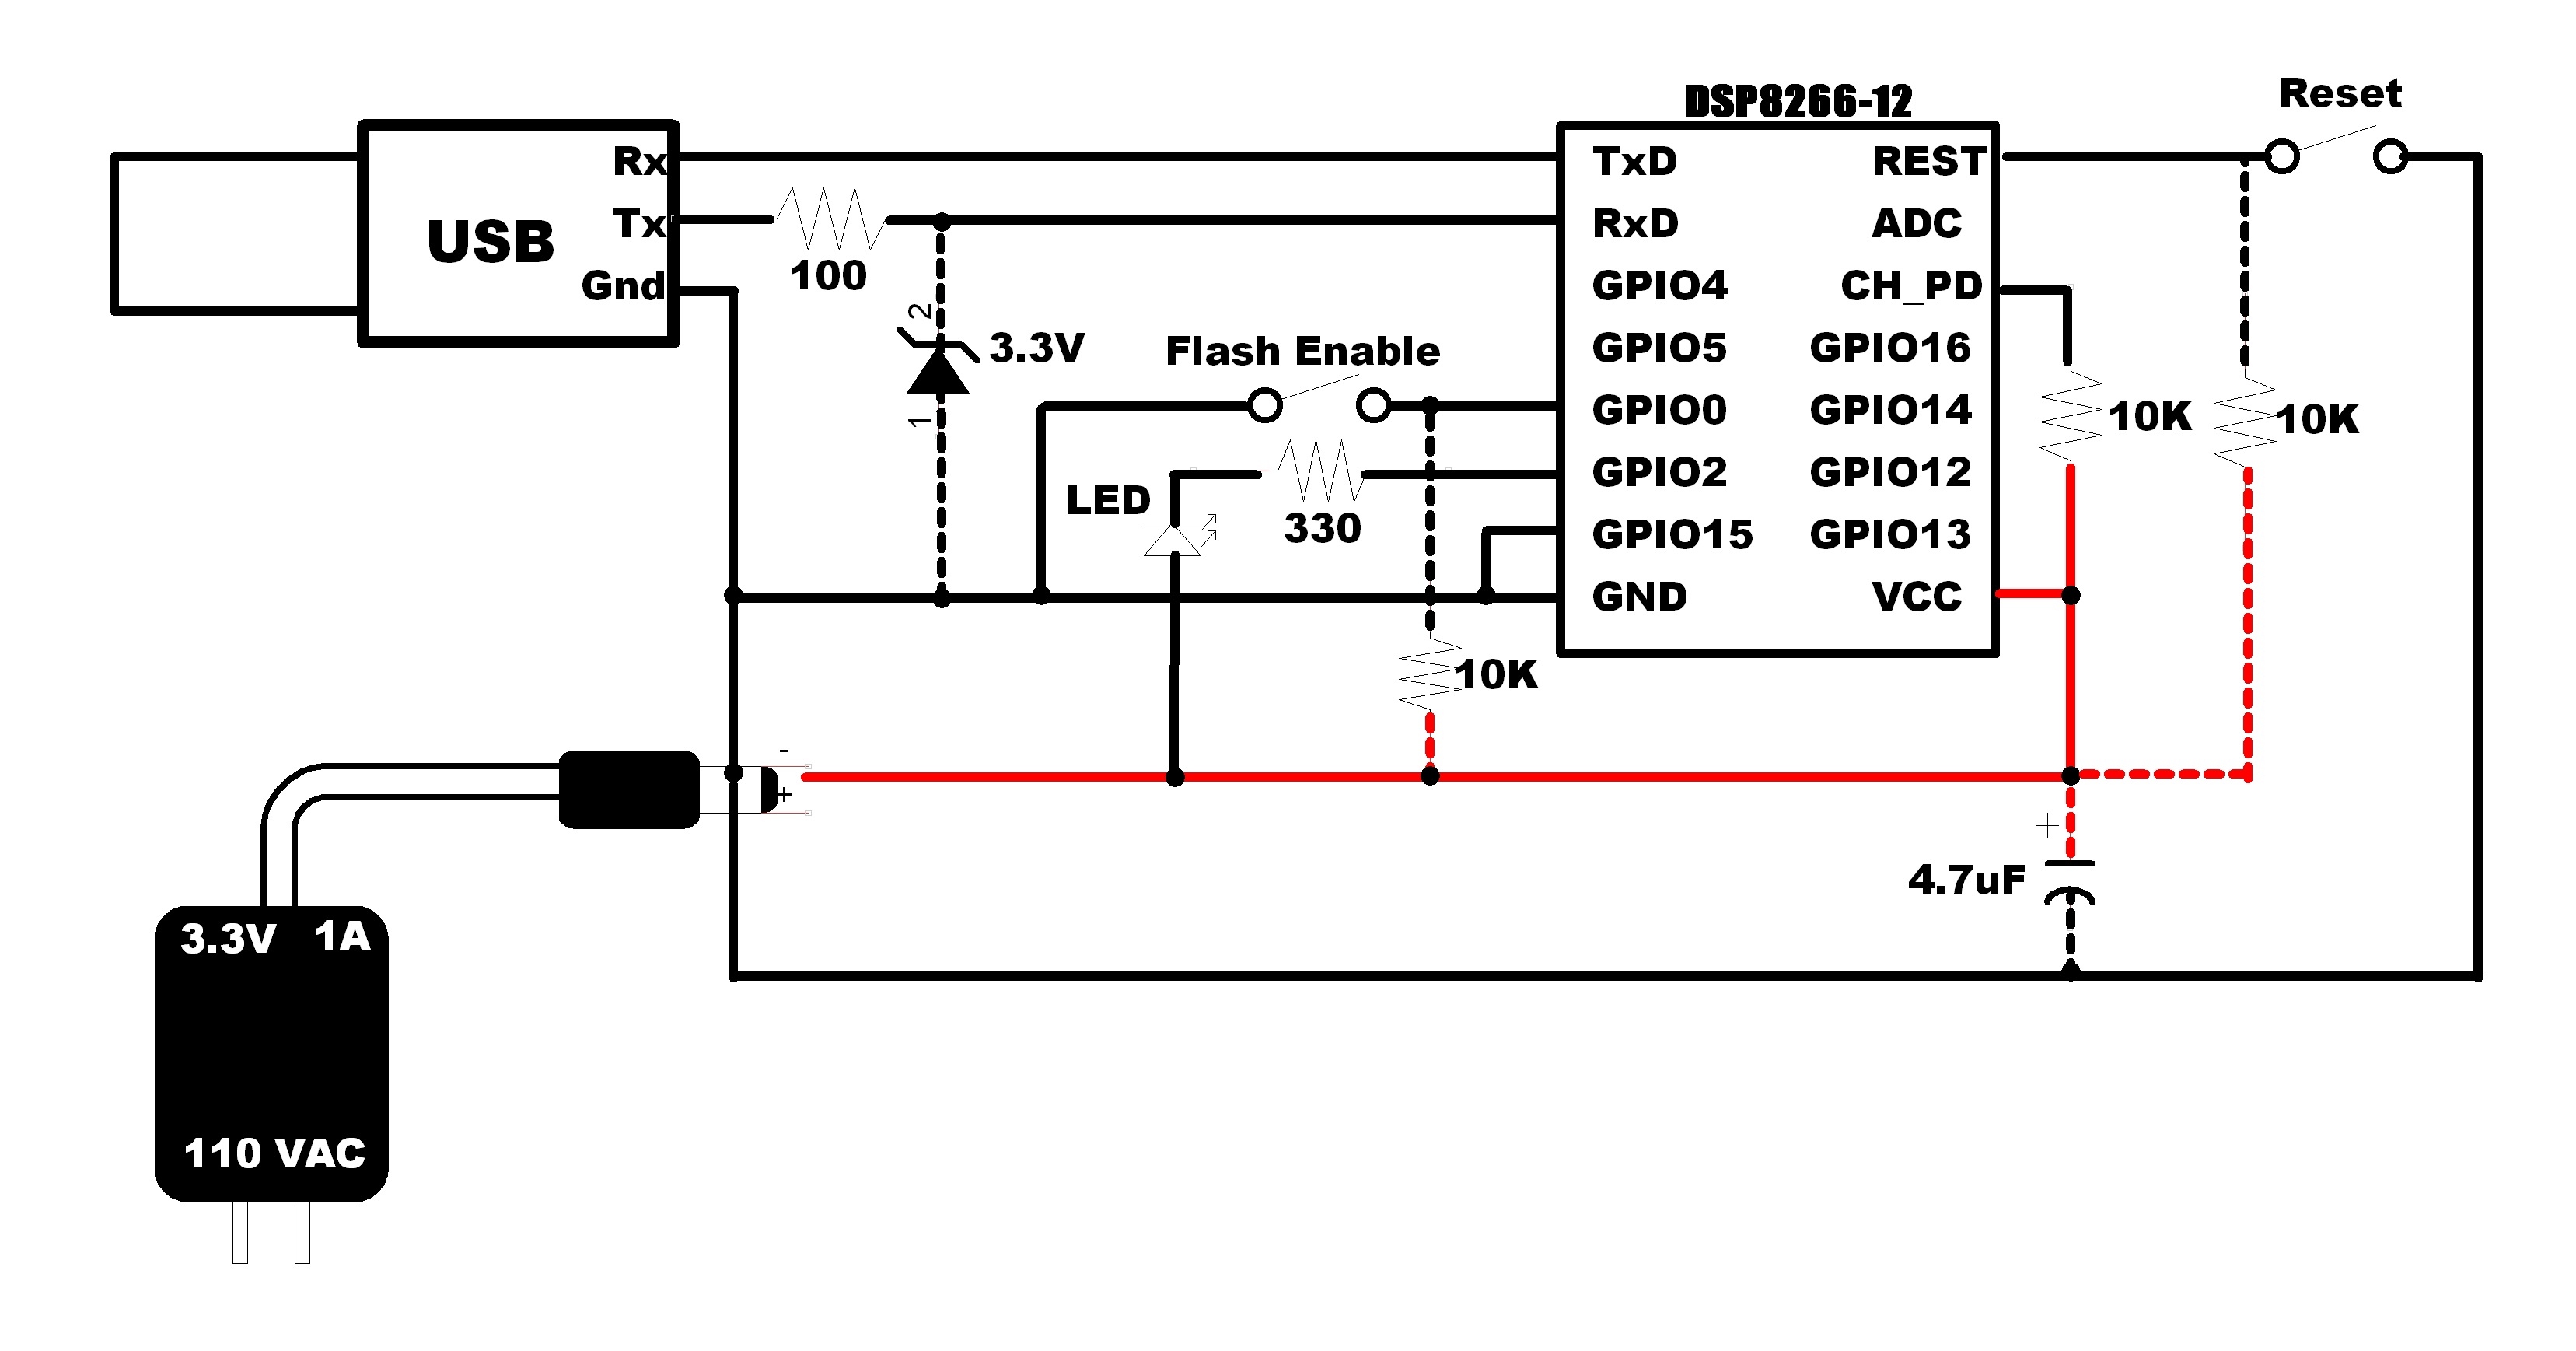 DSP8266-12
Reset
Rx
TxD
REST
Tx
RxD
ADC
USB
100
Gnd
GPIO4
CH_PD
2
3.3V
Flash Enable
GPIO5
GPIO16
1
GPIO0
GPIO14
10K
10K
LED
330
GPIO2
GPIO12
GPIO15
GPIO13
GND
VCC
10K
-
+
+
4.7uF
3.3V 1A
110 VAC